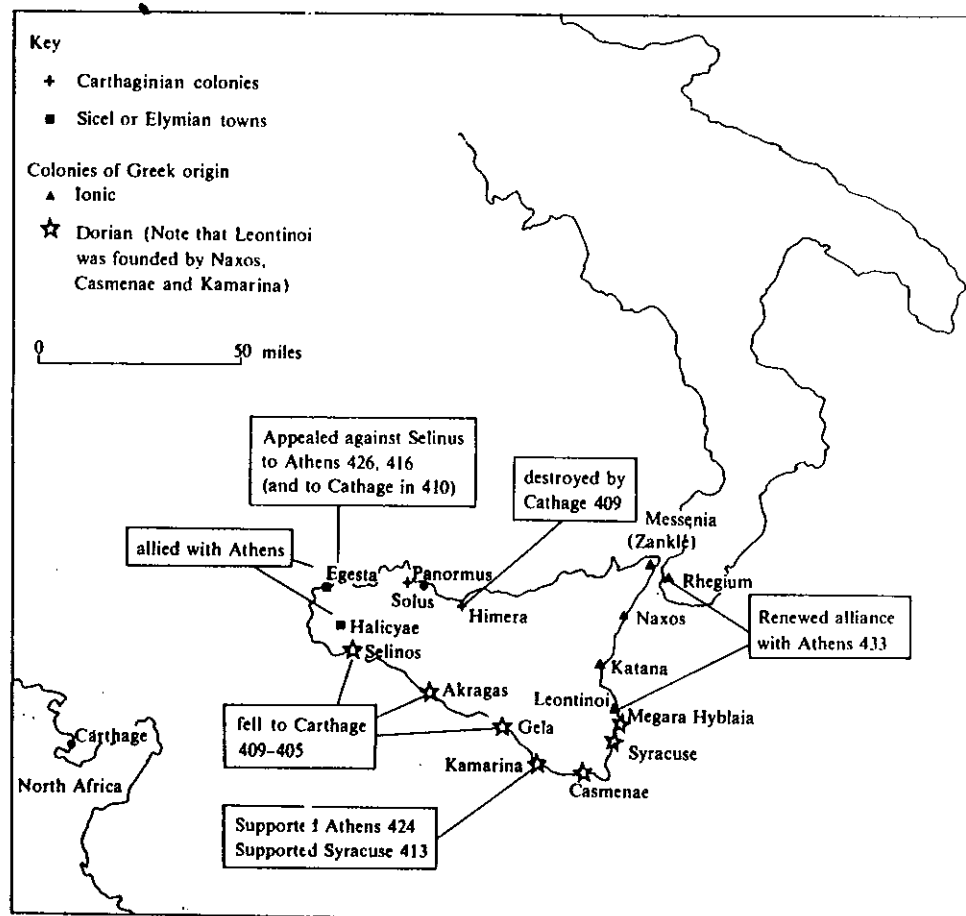 Key
Carthaginian colonies
Sicel or Elymian towns
Colonies of Greek origin
Ionic
Dorian (Note that Leontinoi
was founded by Naxos,
Casmenae and Kamarina)
0 50 miles
Appealed against Selinus
to Athens 426, 416
(and to Cathage in 410)
destroyed by
Cathage 409
allied with Athens
Messenia
(Zankle)
Rhegium
Egesta
Panormus
Solus
Himera
Naxos
Renewed alliance
with Athens 433
Halicyae
Selinos
Katana
Akragas
Leontinoi
Megara Hyblaia
fell to Carthage
409–405
Gela
Syracuse
Carthage
Kamarina
Casmenae
North Africa
Supported Athens 424
Supported Syracuse 413